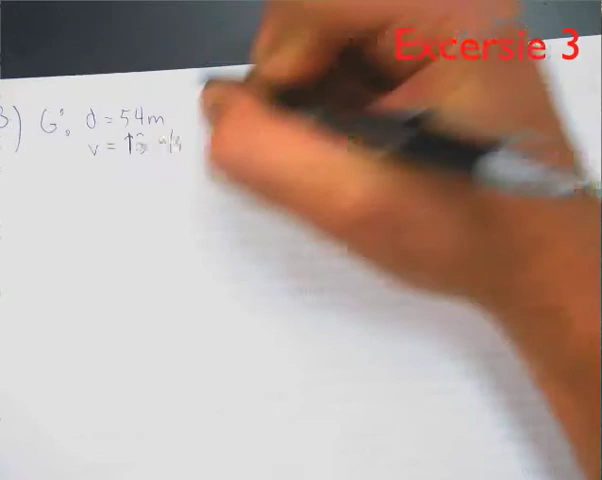 Excersie 3
3) G: d = 54m
v =